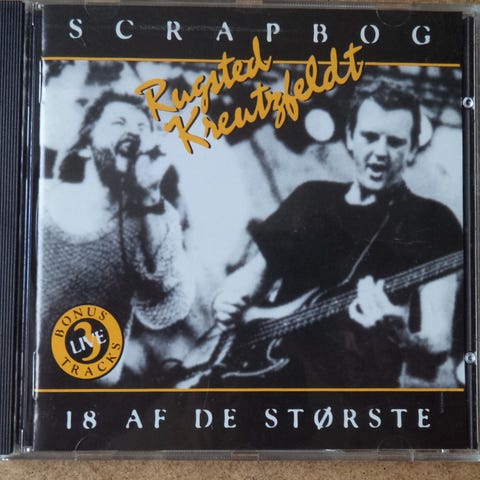 SCRAPBOG
Rugsted
Kreutzfeldt
BONUS
3
LIVE
TRACKS
18 AF DE STØRSTE